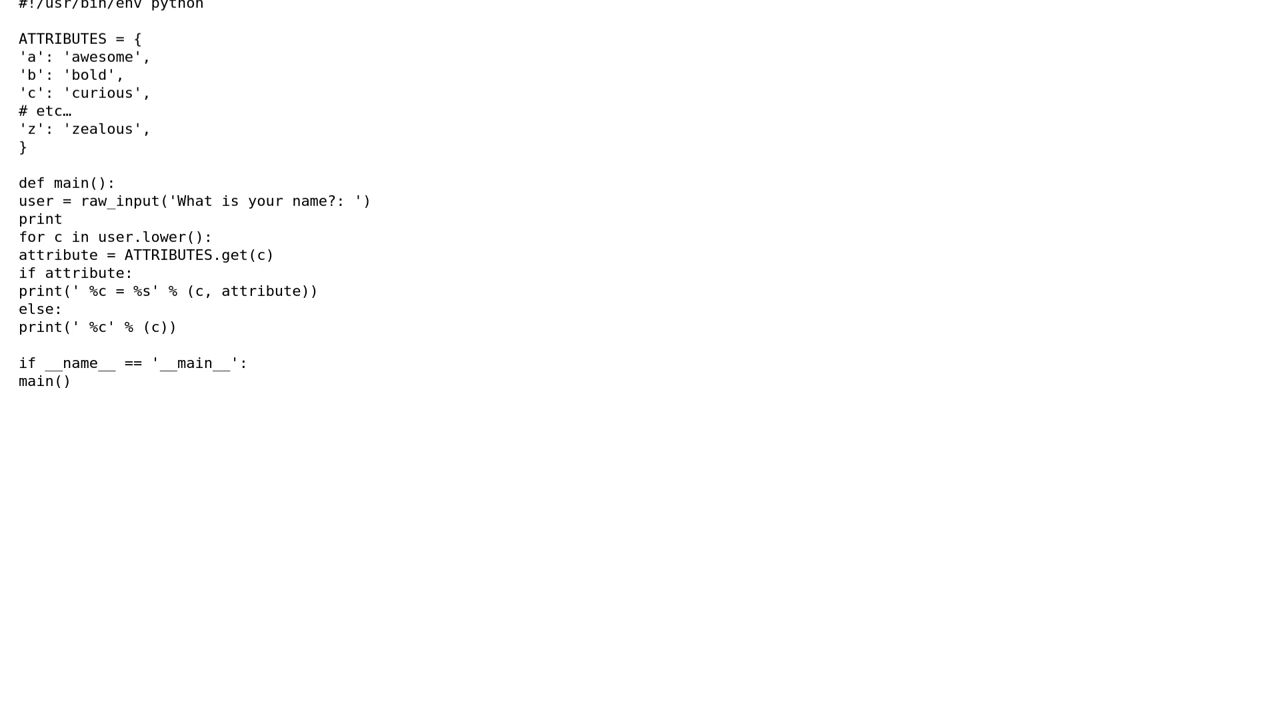 #!/usr/bin/env python

ATTRIBUTES = {
'a': 'awesome',
'b': 'bold',
'c': 'curious',
# etc…
'z': 'zealous',
}

def main():
user = raw_input('What is your name?: ')
print
for c in user.lower():
attribute = ATTRIBUTES.get(c)
if attribute:
print(' %c = %s' % (c, attribute))
else:
print(' %c' % (c))

if __name__ == '__main__':
main()